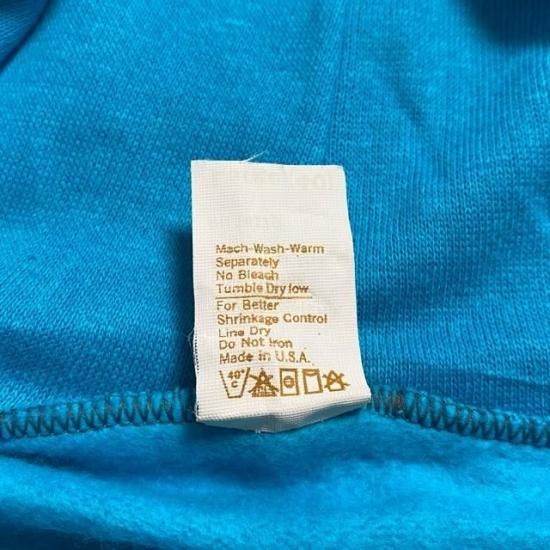 Mach-Wash-Warm
Separately
No Bleach
Tumble Dry low
For Better
Shrinkage Control
Line Dry
Do Not Iron
Made in U.S.A.
40°
C